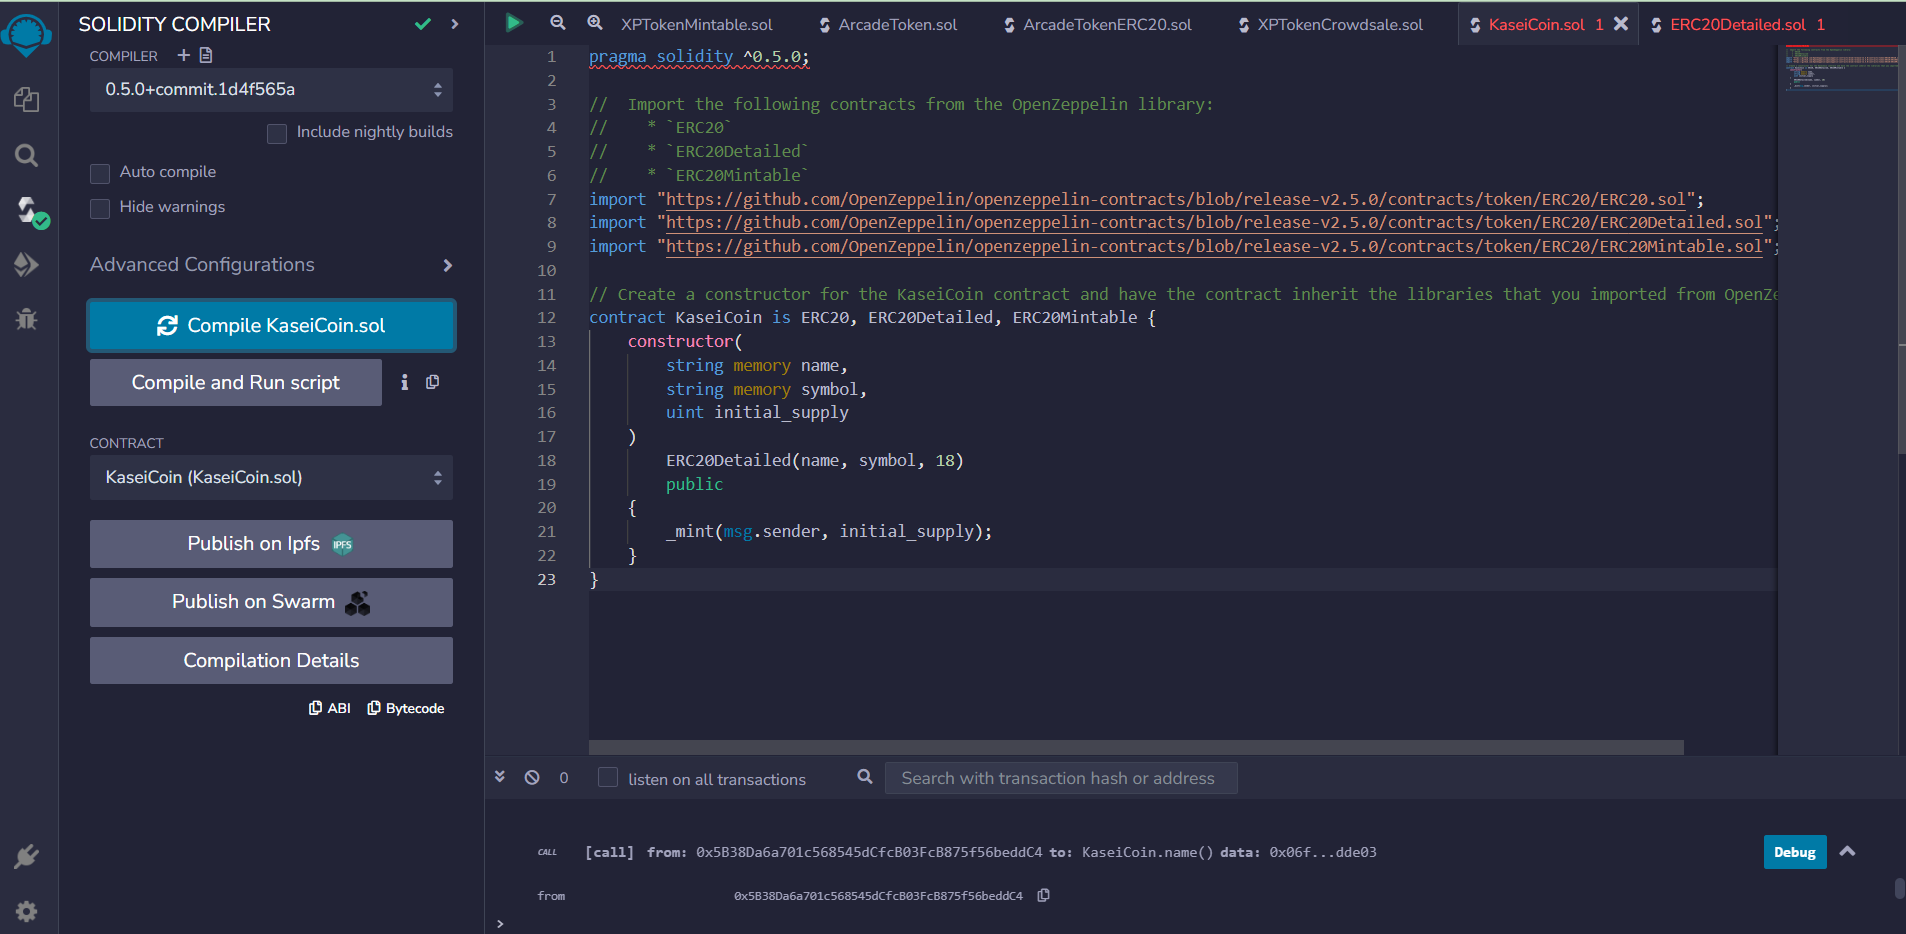 SOLIDITY COMPILER
COMPILER
0.5.0+commit.1d4f565a
Include nightly builds
Auto compile
Hide warnings
Advanced Configurations
Compile KaseiCoin.sol
Compile and Run script
CONTRACT
KaseiCoin (KaseiCoin.sol)
Publish on Ipfs IPFS
Publish on Swarm
Compilation Details
ABI Bytecode
XPTokenMintable.sol ArcadeToken.sol ArcadeTokenERC20.sol XPTokenCrowdsale.sol KaseiCoin.sol 1 ERC20Detailed.sol 1
1 pragma solidity ^0.5.0;
2
3 //  Import the following contracts from the OpenZeppelin library:
4 //    * `ERC20`
5 //    * `ERC20Detailed`
6 //    * `ERC20Mintable`
7 import "https://github.com/OpenZeppelin/openzeppelin-contracts/blob/release-v2.5.0/contracts/token/ERC20/ERC20.sol";
8 import "https://github.com/OpenZeppelin/openzeppelin-contracts/blob/release-v2.5.0/contracts/token/ERC20/ERC20Detailed.sol";
9 import "https://github.com/OpenZeppelin/openzeppelin-contracts/blob/release-v2.5.0/contracts/token/ERC20/ERC20Mintable.sol";
10
11 // Create a constructor for the KaseiCoin contract and have the contract inherit the libraries that you imported from OpenZe
12 contract KaseiCoin is ERC20, ERC20Detailed, ERC20Mintable {
13     constructor(
14         string memory name,
15         string memory symbol,
16         uint initial_supply
17     )
18         ERC20Detailed(name, symbol, 18)
19         public
20     {
21         _mint(msg.sender, initial_supply);
22     }
23 }
0 listen on all transactions Search with transaction hash or address
CALL [call] from: 0x5B38Da6a701c568545dCfcB03FcB875f56beddC4 to: KaseiCoin.name() data: 0x06f...dde03 Debug
from 0x5B38Da6a701c568545dCfcB03FcB875f56beddC4
>